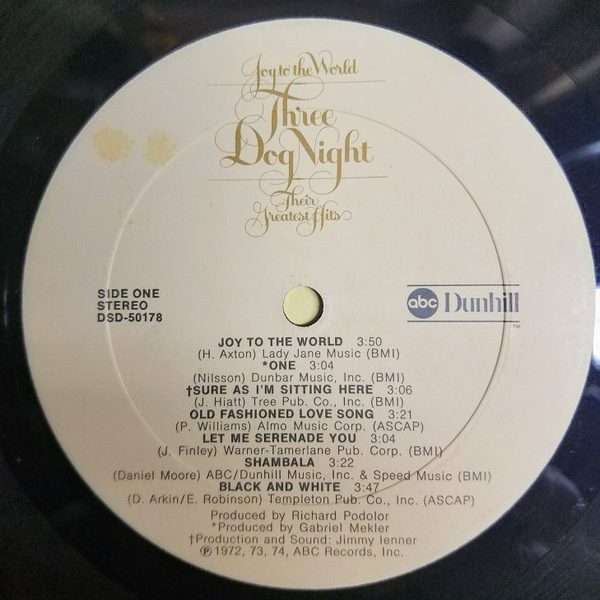 Joy to the World
Three
Dog Night
Their
Greatest Hits
SIDE ONE
STEREO
DSD-50178
abc Dunhill
TM
JOY TO THE WORLD 3:50
(H. Axton) Lady Jane Music (BMI)
*ONE 3:04
(Nilsson) Dunbar Music, Inc. (BMI)
†SURE AS I'M SITTING HERE 3:06
(J. Hiatt) Tree Pub. Co., Inc. (BMI)
OLD FASHIONED LOVE SONG 3:21
(P. Williams) Almo Music Corp. (ASCAP)
LET ME SERENADE YOU 3:04
(J. Finley) Warner-Tamerlane Pub. Corp. (BMI)
SHAMBALA 3:22
(Daniel Moore) ABC/Dunhill Music, Inc. & Speed Music (BMI)
BLACK AND WHITE 3:47
(D. Arkin/E. Robinson) Templeton Pub. Co., Inc. (ASCAP)
Produced by Richard Podolor
*Produced by Gabriel Mekler
†Production and Sound: Jimmy Ienner
℗ 1972, 73, 74, ABC Records, Inc.